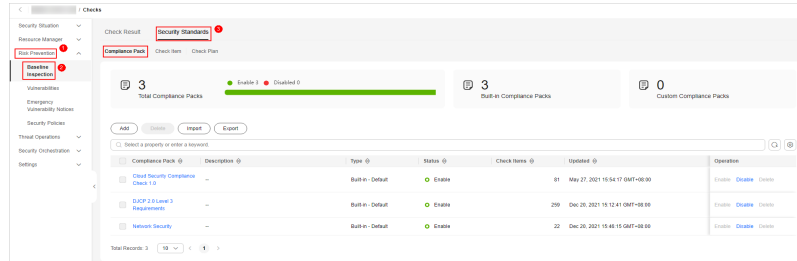 / Checks
Security Situation
Resource Manager
Risk Prevention 1
Baseline Inspection 2
Vulnerabilities
Emergency
Vulnerability Notices
Security Policies
Threat Operations
Security Orchestration
Settings
Check Result Security Standards 3
Compliance Pack Check Item Check Plan
3
Total Compliance Packs
Enable 3 Disabled 0
3
Built-in Compliance Packs
0
Custom Compliance Packs
Add Delete Import Export
Select a property or enter a keyword.
Compliance Pack Description Type Status Check Items Updated Operation
Cloud Security Compliance Check 1.0 -- Built-in - Default Enable 81 May 27, 2021 15:54:17 GMT+08:00 Enable Disable Delete
DJCP 2.0 Level 3 Requirements -- Built-in - Default Enable 259 Dec 20, 2021 15:12:41 GMT+08:00 Enable Disable Delete
Network Security -- Built-in - Default Enable 22 Dec 20, 2021 15:46:15 GMT+08:00 Enable Disable Delete
Total Records: 3 10 < 1 >